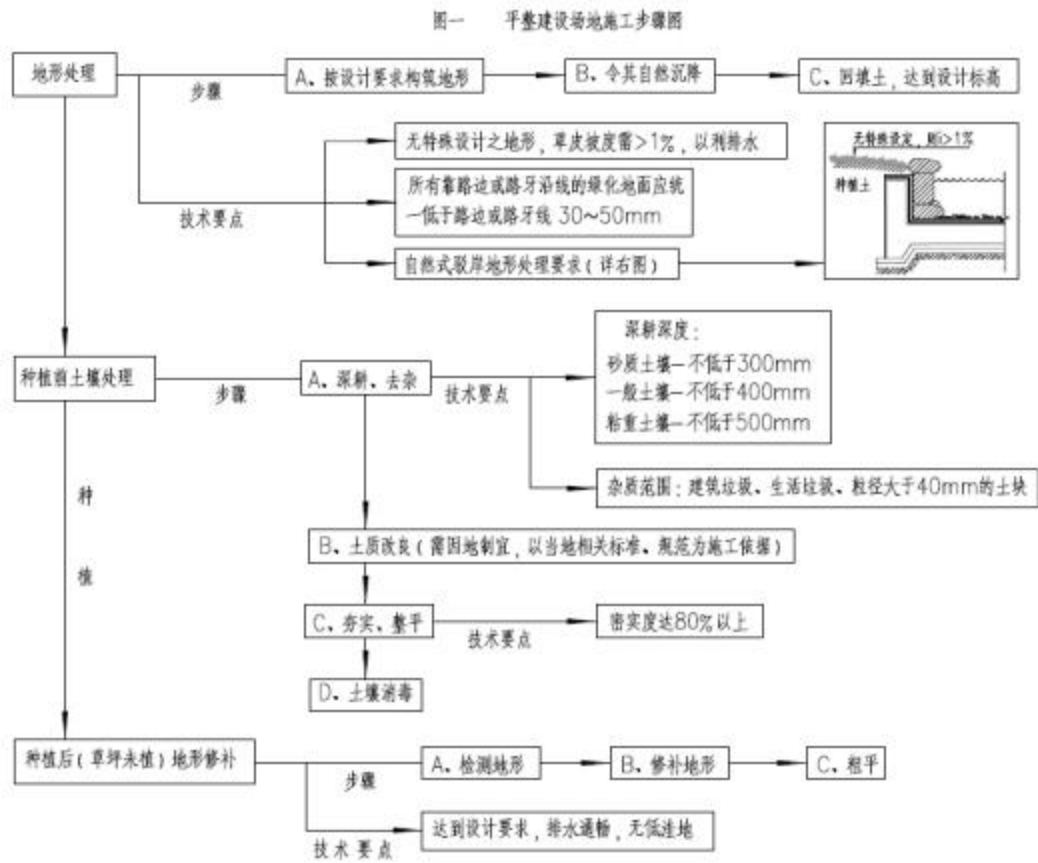 图一 平整建设场地施工步骤图
地形处理
步骤
A、按设计要求构筑地形
B、令其自然沉降
C、回填土，达到设计标高
技术要点
无特殊设计之地形，草皮坡度需>1%，以利排水
所有靠路边或路牙沿线的绿化地面应统
一低于路边或路牙线 30～50mm
自然式驳岸地形处理要求(详右图)
无特殊设定，则i>1%
种植土
种植前土壤处理
步骤
A、深耕、去杂
技术要点
深耕深度：
砂质土壤—不低于300mm
一般土壤—不低于400mm
粘重土壤—不低于500mm
杂质范围：建筑垃圾、生活垃圾、粒径大于40mm的土块
B、土质改良(需因地制宜，以当地相关标准、规范为施工依据)
C、夯实、整平
技术要点
密实度达80%以上
D、土壤消毒
种
植
种植后(草坪未植)地形修补
步骤
A、检测地形
B、修补地形
C、粗平
技术要点
达到设计要求，排水通畅，无低洼地